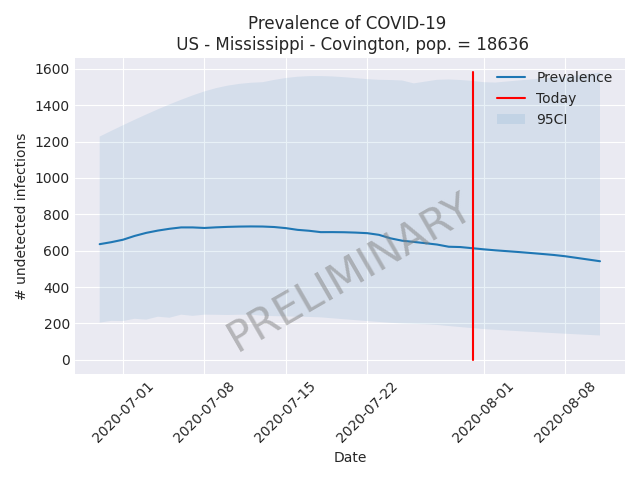 Prevalence of COVID-19
US - Mississippi - Covington, pop. = 18636
1600
1400
1200
1000
800
600
400
200
0
# undetected infections
Prevalence
Today
95CI
PRELIMINARY
2020-07-01
2020-07-08
2020-07-15
2020-07-22
2020-08-01
2020-08-08
Date